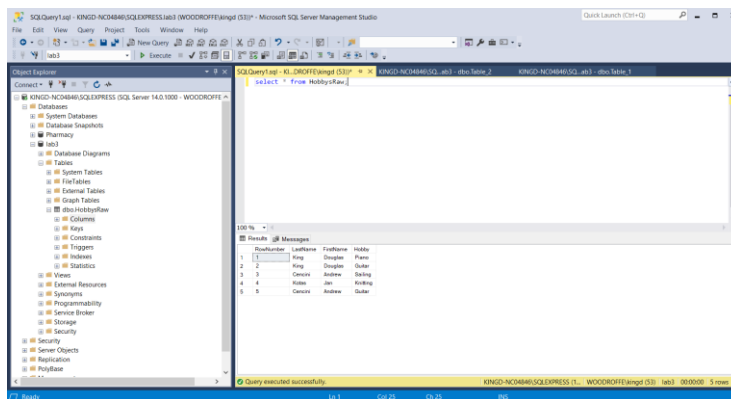 SQLQuery1.sql - KINGD-NC04846\SQLEXPRESS.lab3 (WOODROFFE\kingd (53))* - Microsoft SQL Server Management Studio
Quick Launch (Ctrl+Q)
File Edit View Query Project Tools Window Help
New Query
lab3 Execute
Object Explorer
SQLQuery1.sql - KI...DROFFE\kingd (53))* KINGD-NC04846\SQ...ab3 - dbo.Table_2 KINGD-NC04846\SQ...ab3 - dbo.Table_1
Connect
select * from HobbysRaw;
KINGD-NC04846\SQLEXPRESS (SQL Server 14.0.1000 - WOODROFFE
Databases
System Databases
Database Snapshots
Pharmacy
lab3
Database Diagrams
Tables
System Tables
FileTables
External Tables
Graph Tables
dbo.HobbysRaw
Columns
Keys
Constraints
Triggers
Indexes
Statistics
Views
External Resources
Synonyms
Programmability
Service Broker
Storage
Security
Security
Server Objects
Replication
PolyBase
100 %
Results Messages
RowNumber LastName FirstName Hobby
1 1 King Douglas Piano
2 2 King Douglas Guitar
3 3 Cencini Andrew Sailing
4 4 Kotas Jan Knitting
5 5 Cencini Andrew Guitar
Query executed successfully.
KINGD-NC04846\SQLEXPRESS (1... WOODROFFE\kingd (53) lab3 00:00:00 5 rows
Ready Ln 1 Col 25 Ch 25 INS